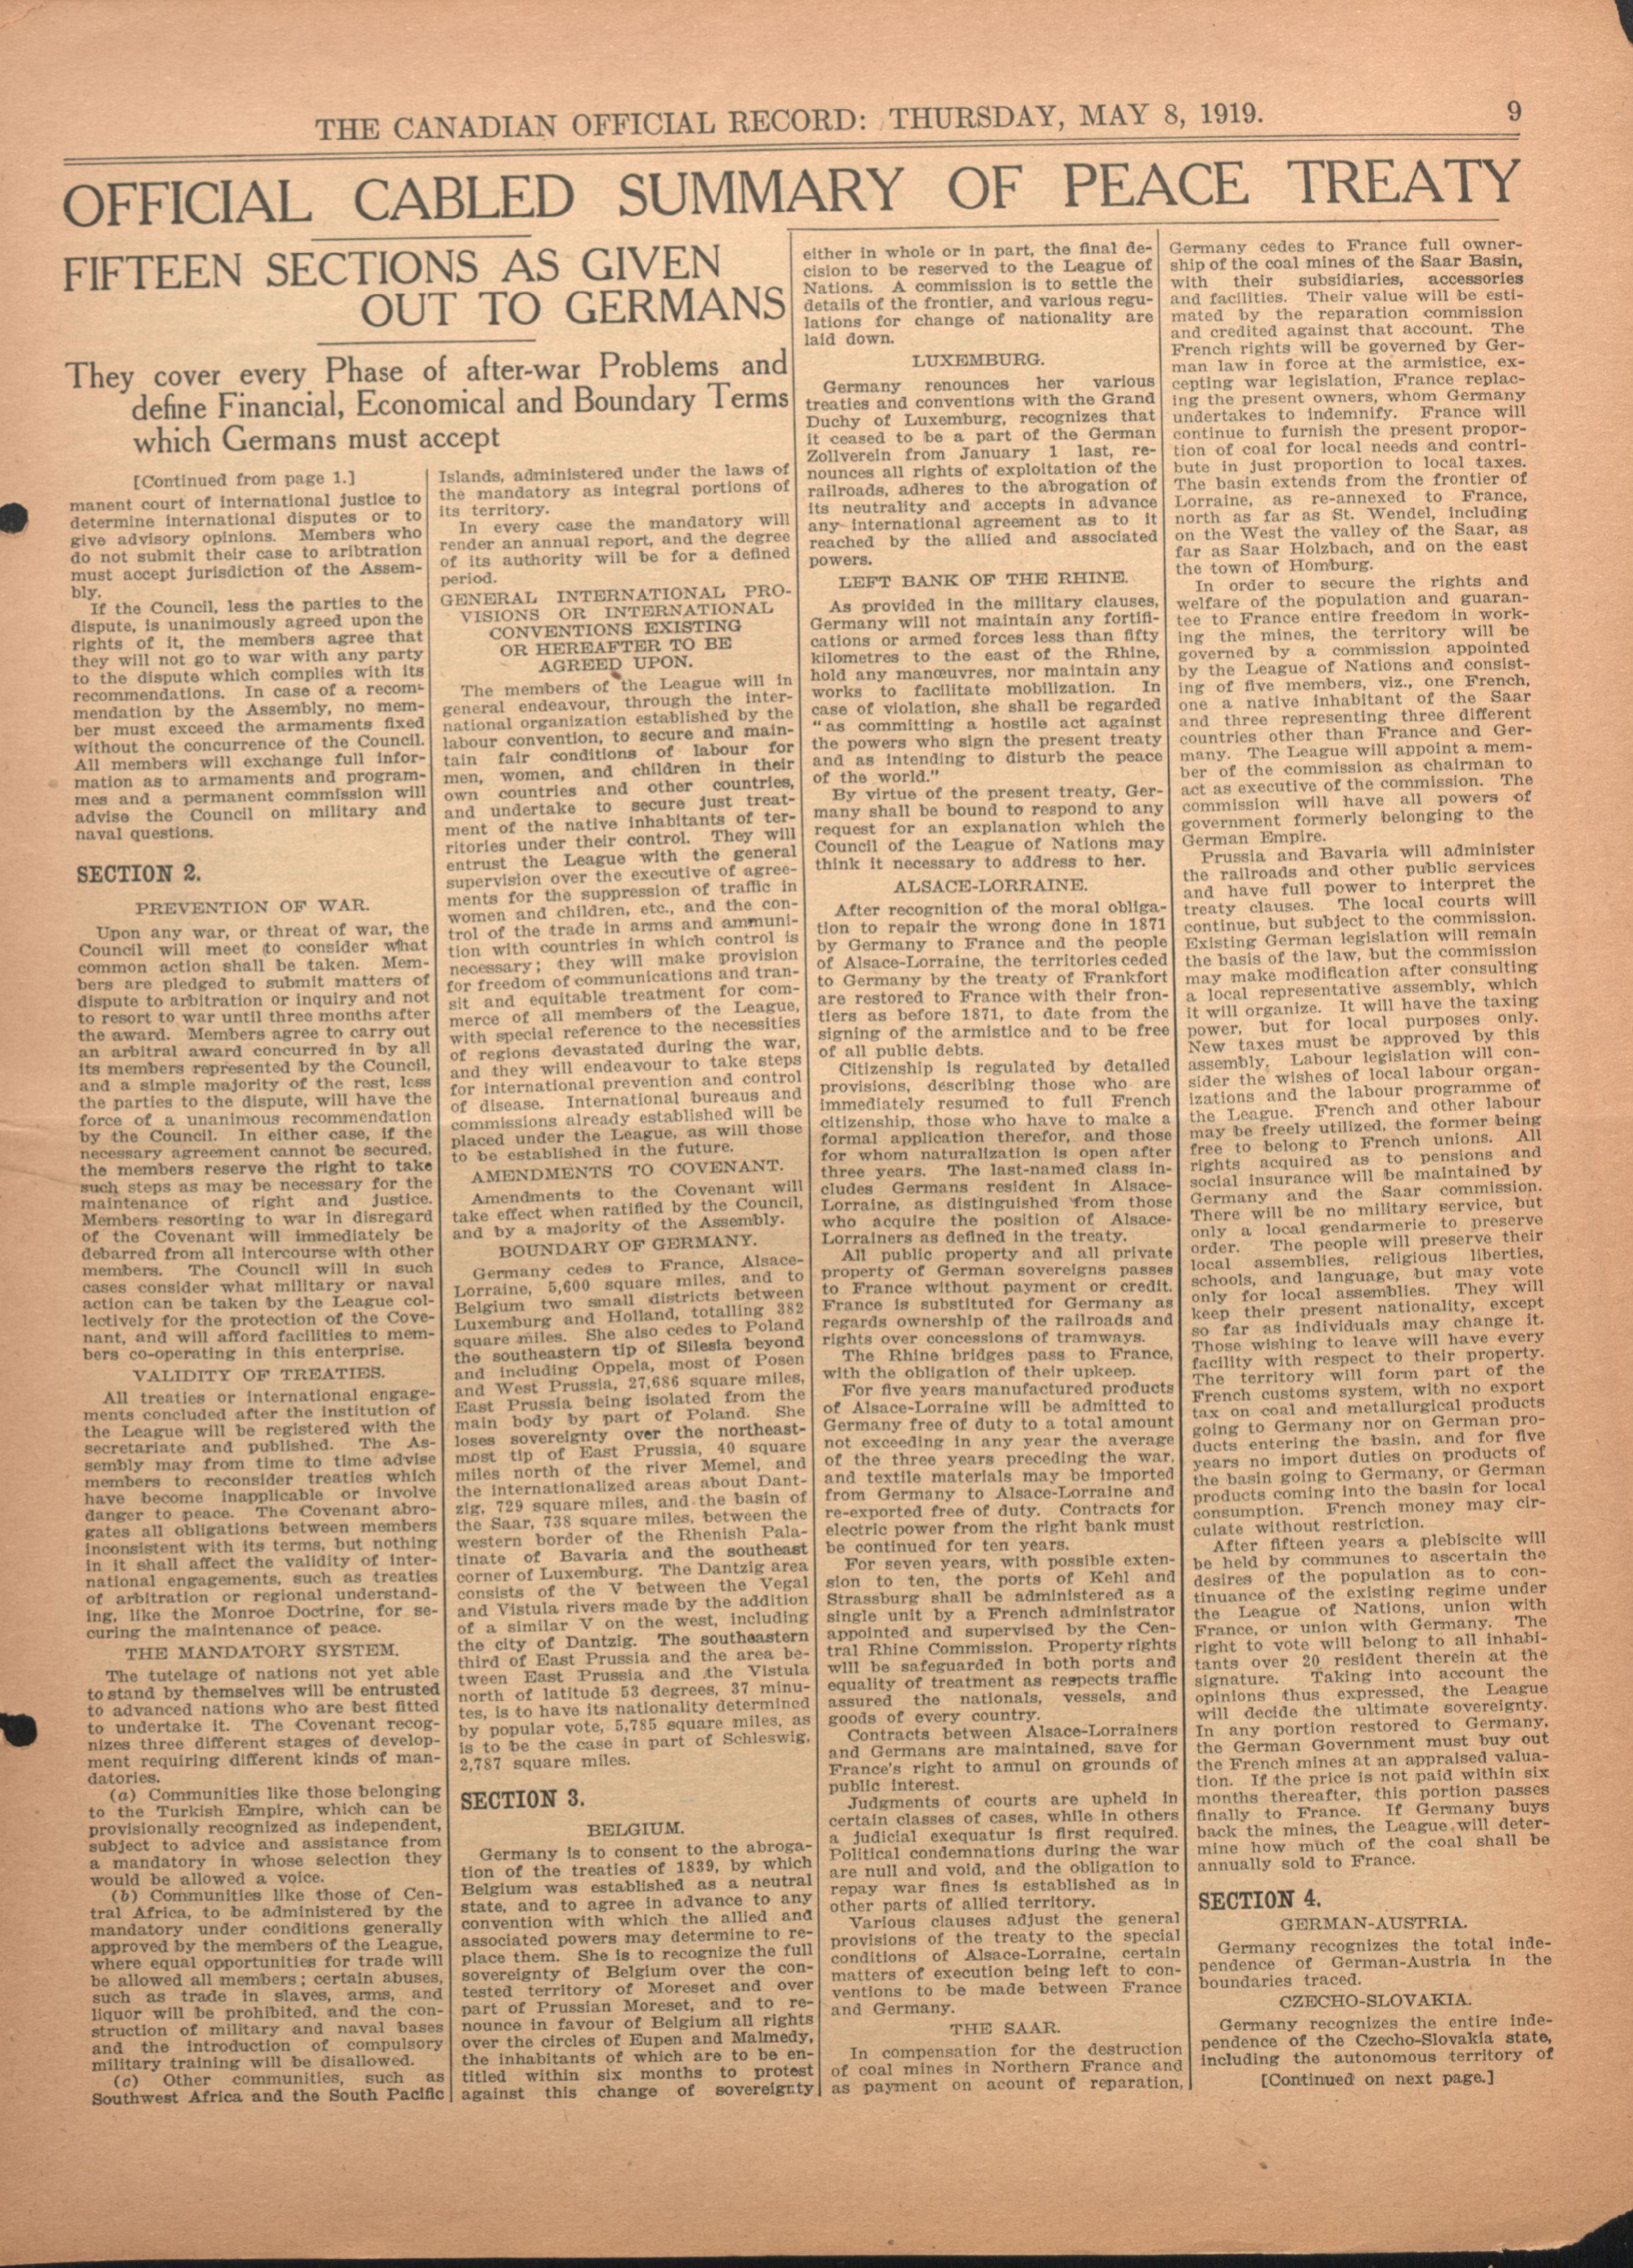 THE CANADIAN OFFICIAL RECORD: THURSDAY, MAY 8, 1919.
9
OFFICIAL CABLED SUMMARY OF PEACE TREATY
FIFTEEN SECTIONS AS GIVEN
OUT TO GERMANS
They cover every Phase of after-war Problems and
define Financial, Economical and Boundary Terms
which Germans must accept
[Continued from page 1.]
manent court of international justice to
determine international disputes or to
give advisory opinions. Members who
do not submit their case to aribtration
must accept jurisdiction of the Assem-
bly.
If the Council, less the parties to the
dispute, is unanimously agreed upon the
rights of it, the members agree that
they will not go to war with any party
to the dispute which complies with its
recommendations. In case of a recom-
mendation by the Assembly, no mem-
ber must exceed the armaments fixed
without the concurrence of the Council.
All members will exchange full infor-
mation as to armaments and program-
mes and a permanent commission will
advise the Council on military and
naval questions.
SECTION 2.
PREVENTION OF WAR.
Upon any war, or threat of war, the
Council will meet to consider what
common action shall be taken. Mem-
bers are pledged to submit matters of
dispute to arbitration or inquiry and not
to resort to war until three months after
the award. Members agree to carry out
an arbitral award concurred in by all
its members represented by the Council,
and a simple majority of the rest, less
the parties to the dispute, will have the
force of a unanimous recommendation
by the Council. In either case, if the
necessary agreement cannot be secured,
the members reserve the right to take
such steps as may be necessary for the
maintenance of right and justice.
Members resorting to war in disregard
of the Covenant will immediately be
debarred from all intercourse with other
members. The Council will in such
cases consider what military or naval
action can be taken by the League col-
lectively for the protection of the Cove-
nant, and will afford facilities to mem-
bers co-operating in this enterprise.
VALIDITY OF TREATIES.
All treaties or international engage-
ments concluded after the institution of
the League will be registered with the
secretariate and published. The As-
sembly may from time to time advise
members to reconsider treaties which
have become inapplicable or involve
danger to peace. The Covenant abro-
gates all obligations between members
inconsistent with its terms, but nothing
in it shall affect the validity of inter-
national engagements, such as treaties
of arbitration or regional understand-
ing, like the Monroe Doctrine, for se-
curing the maintenance of peace.
THE MANDATORY SYSTEM.
The tutelage of nations not yet able
to stand by themselves will be entrusted
to advanced nations who are best fitted
to undertake it. The Covenant recog-
nizes three different stages of develop-
ment requiring different kinds of man-
datories.
(a) Communities like those belonging
to the Turkish Empire, which can be
provisionally recognized as independent,
subject to advice and assistance from
a mandatory in whose selection they
would be allowed a voice.
(b) Communities like those of Cen-
tral Africa, to be administered by the
mandatory under conditions generally
approved by the members of the League,
where equal opportunities for trade will
be allowed all members; certain abuses,
such as trade in slaves, arms, and
liquor will be prohibited, and the con-
struction of military and naval bases
and the introduction of compulsory
military training will be disallowed.
(c) Other communities, such as
Southwest Africa and the South Pacific
Islands, administered under the laws of
the mandatory as integral portions of
its territory.
In every case the mandatory will
render an annual report, and the degree
of its authority will be for a defined
period.
GENERAL INTERNATIONAL PRO-
VISIONS OR INTERNATIONAL
CONVENTIONS EXISTING
OR HEREAFTER TO BE
AGREED UPON.
The members of the League will in
general endeavour, through the inter-
national organization established by the
labour convention, to secure and main-
tain fair conditions of labour for
men, women, and children in their
own countries and other countries,
and undertake to secure just treat-
ment of the native inhabitants of ter-
ritories under their control. They will
entrust the League with the general
supervision over the executive of agree-
ments for the suppression of traffic in
women and children, etc., and the con-
trol of the trade in arms and ammuni-
tion with countries in which control is
necessary; they will make provision
for freedom of communications and tran-
sit and equitable treatment for com-
merce of all members of the League,
with special reference to the necessities
of regions devastated during the war,
and they will endeavour to take steps
for international prevention and control
of disease. International bureaus and
commissions already established will be
placed under the League, as will those
to be established in the future.
AMENDMENTS TO COVENANT.
Amendments to the Covenant will
take effect when ratified by the Council,
and by a majority of the Assembly.
BOUNDARY OF GERMANY.
Germany cedes to France, Alsace-
Lorraine, 5,600 square miles, and to
Belgium two small districts between
Luxemburg and Holland, totalling 382
square miles. She also cedes to Poland
the southeastern tip of Silesia beyond
and including Oppela, most of Posen
and West Prussia, 27,686 square miles,
East Prussia being isolated from the
main body by part of Poland. She
loses sovereignty over the northeast-
most tip of East Prussia, 40 square
miles north of the river Memel, and
the internationalized areas about Dant-
zig, 729 square miles, and the basin of
the Saar, 738 square miles, between the
western border of the Rhenish Pala-
tinate of Bavaria and the southeast
corner of Luxemburg. The Dantzig area
consists of the V between the Vegal
and Vistula rivers made by the addition
of a similar V on the west, including
the city of Dantzig. The southeastern
third of East Prussia and the area be-
tween East Prussia and the Vistula
north of latitude 53 degrees, 37 minu-
tes, is to have its nationality determined
by popular vote, 5,785 square miles, as
is to be the case in part of Schleswig,
2,787 square miles.
SECTION 3.
BELGIUM.
Germany is to consent to the abroga-
tion of the treaties of 1839, by which
Belgium was established as a neutral
state, and to agree in advance to any
convention with which the allied and
associated powers may determine to re-
place them. She is to recognize the full
sovereignty of Belgium over the con-
tested territory of Moreset and over
part of Prussian Moreset, and to re-
nounce in favour of Belgium all rights
over the circles of Eupen and Malmedy,
the inhabitants of which are to be en-
titled within six months to protest
against this change of sovereignty
either in whole or in part, the final de-
cision to be reserved to the League of
Nations. A commission is to settle the
details of the frontier, and various regu-
lations for change of nationality are
laid down.
LUXEMBURG.
Germany renounces her various
treaties and conventions with the Grand
Duchy of Luxemburg, recognizes that
it ceased to be a part of the German
Zollverein from January 1 last, re-
nounces all rights of exploitation of the
railroads, adheres to the abrogation of
its neutrality and accepts in advance
any international agreement as to it
reached by the allied and associated
powers.
LEFT BANK OF THE RHINE.
As provided in the military clauses,
Germany will not maintain any fortifi-
cations or armed forces less than fifty
kilometres to the east of the Rhine,
hold any manœuvres, nor maintain any
works to facilitate mobilization. In
case of violation, she shall be regarded
"as committing a hostile act against
the powers who sign the present treaty
and as intending to disturb the peace
of the world."
By virtue of the present treaty, Ger-
many shall be bound to respond to any
request for an explanation which the
Council of the League of Nations may
think it necessary to address to her.
ALSACE-LORRAINE.
After recognition of the moral obliga-
tion to repair the wrong done in 1871
by Germany to France and the people
of Alsace-Lorraine, the territories ceded
to Germany by the treaty of Frankfort
are restored to France with their fron-
tiers as before 1871, to date from the
signing of the armistice and to be free
of all public debts.
Citizenship is regulated by detailed
provisions, describing those who are
immediately resumed to full French
citizenship, those who have to make a
formal application therefor, and those
for whom naturalization is open after
three years. The last-named class in-
cludes Germans resident in Alsace-
Lorraine, as distinguished from those
who acquire the position of Alsace-
Lorrainers as defined in the treaty.
All public property and all private
property of German sovereigns passes
to France without payment or credit.
France is substituted for Germany as
regards ownership of the railroads and
rights over concessions of tramways.
The Rhine bridges pass to France,
with the obligation of their upkeep.
For five years manufactured products
of Alsace-Lorraine will be admitted to
Germany free of duty to a total amount
not exceeding in any year the average
of the three years preceding the war,
and textile materials may be imported
from Germany to Alsace-Lorraine and
re-exported free of duty. Contracts for
electric power from the right bank must
be continued for ten years.
For seven years, with possible exten-
sion to ten, the ports of Kehl and
Strassburg shall be administered as a
single unit by a French administrator
appointed and supervised by the Cen-
tral Rhine Commission. Property rights
will be safeguarded in both ports and
equality of treatment as respects traffic
assured the nationals, vessels, and
goods of every country.
Contracts between Alsace-Lorrainers
and Germans are maintained, save for
France's right to annul on grounds of
public interest.
Judgments of courts are upheld in
certain classes of cases, while in others
a judicial exequatur is first required.
Political condemnations during the war
are null and void, and the obligation to
repay war fines is established as in
other parts of allied territory.
Various clauses adjust the general
provisions of the treaty to the special
conditions of Alsace-Lorraine, certain
matters of execution being left to con-
ventions to be made between France
and Germany.
THE SAAR.
In compensation for the destruction
of coal mines in Northern France and
as payment on acount of reparation,
Germany cedes to France full owner-
ship of the coal mines of the Saar Basin,
with their subsidiaries, accessories
and facilities. Their value will be esti-
mated by the reparation commission
and credited against that account. The
French rights will be governed by Ger-
man law in force at the armistice, ex-
cepting war legislation, France replac-
ing the present owners, whom Germany
undertakes to indemnify. France will
continue to furnish the present propor-
tion of coal for local needs and contri-
bute in just proportion to local taxes.
The basin extends from the frontier of
Lorraine, as re-annexed to France,
north as far as St. Wendel, including
on the West the valley of the Saar, as
far as Saar Holzbach, and on the east
the town of Homburg.
In order to secure the rights and
welfare of the population and guaran-
tee to France entire freedom in work-
ing the mines, the territory will be
governed by a commission appointed
by the League of Nations and consist-
ing of five members, viz., one French,
one a native inhabitant of the Saar
and three representing three different
countries other than France and Ger-
many. The League will appoint a mem-
ber of the commission as chairman to
act as executive of the commission. The
commission will have all powers of
government formerly belonging to the
German Empire.
Prussia and Bavaria will administer
the railroads and other public services
and have full power to interpret the
treaty clauses. The local courts will
continue, but subject to the commission.
Existing German legislation will remain
the basis of the law, but the commission
may make modification after consulting
a local representative assembly, which
it will organize. It will have the taxing
power, but for local purposes only.
New taxes must be approved by this
assembly. Labour legislation will con-
sider the wishes of local labour organ-
izations and the labour programme of
the League. French and other labour
may be freely utilized, the former being
free to belong to French unions. All
rights acquired as to pensions and
social insurance will be maintained by
Germany and the Saar commission.
There will be no military service, but
only a local gendarmerie to preserve
order. The people will preserve their
local assemblies, religious liberties,
schools, and language, but may vote
only for local assemblies. They will
keep their present nationality, except
so far as individuals may change it.
Those wishing to leave will have every
facility with respect to their property.
The territory will form part of the
French customs system, with no export
tax on coal and metallurgical products
going to Germany nor on German pro-
ducts entering the basin, and for five
years no import duties on products of
the basin going to Germany, or German
products coming into the basin for local
consumption. French money may cir-
culate without restriction.
After fifteen years a plebiscite will
be held by communes to ascertain the
desires of the population as to con-
tinuance of the existing regime under
the League of Nations, union with
France, or union with Germany. The
right to vote will belong to all inhabi-
tants over 20 resident therein at the
signature. Taking into account the
opinions thus expressed, the League
will decide the ultimate sovereignty.
In any portion restored to Germany,
the German Government must buy out
the French mines at an appraised valua-
tion. If the price is not paid within six
months thereafter, this portion passes
finally to France. If Germany buys
back the mines, the League will deter-
mine how much of the coal shall be
annually sold to France.
SECTION 4.
GERMAN-AUSTRIA.
Germany recognizes the total inde-
pendence of German-Austria in the
boundaries traced.
CZECHO-SLOVAKIA.
Germany recognizes the entire inde-
pendence of the Czecho-Slovakia state,
including the autonomous territory of
[Continued on next page.]